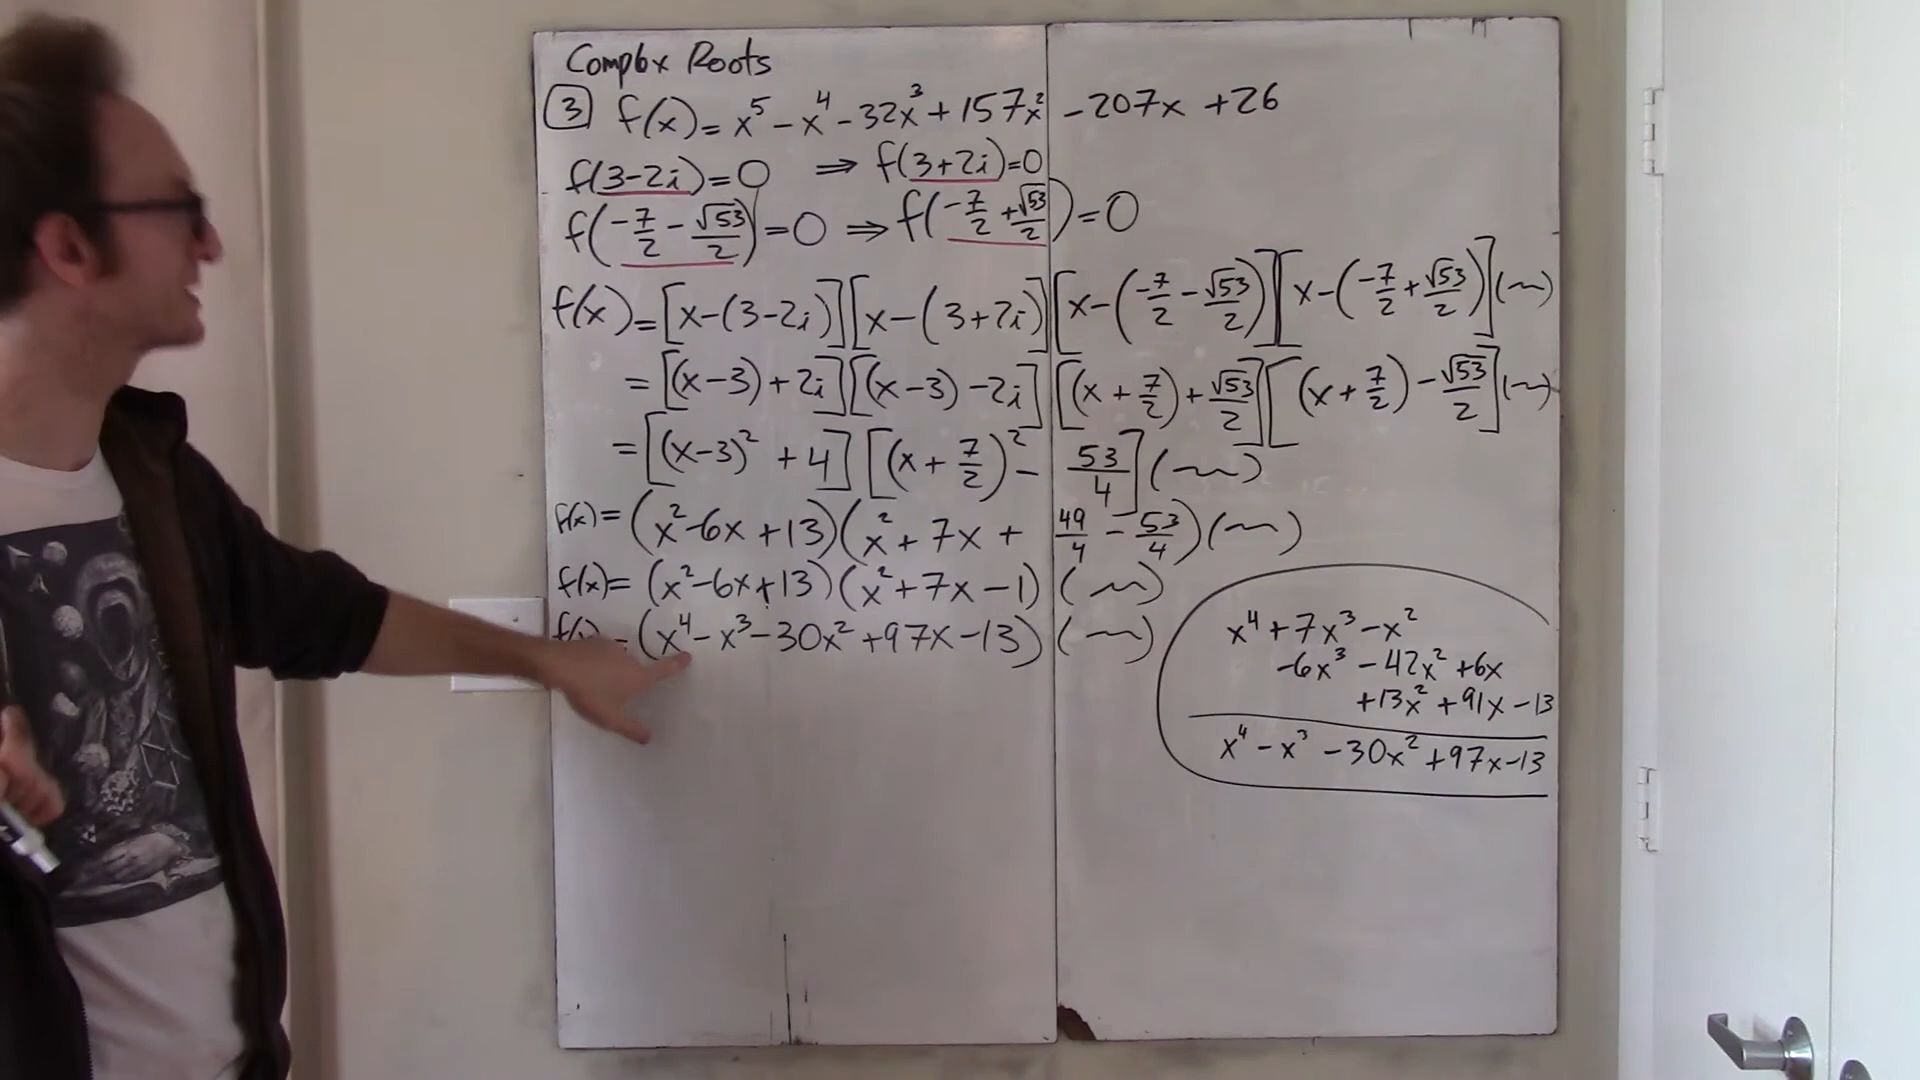 Complex Roots
3 f(x) = x⁵ - x⁴ - 32x³ + 157x² - 207x + 26
f(3-2i) = 0 ⇒ f(3+2i) = 0
f(-7/2 - √53/2) = 0 ⇒ f(-7/2 + √53/2) = 0
f(x) = [x-(3-2i)][x-(3+2i)][x-(-7/2 - √53/2)][x-(-7/2 + √53/2)](~)
= [(x-3)+2i][(x-3)-2i][(x+7/2)+√53/2][(x+7/2)-√53/2](~)
= [(x-3)² + 4][(x+7/2)² - 53/4](~)
f(x) = (x² - 6x + 13)(x² + 7x + 49/4 - 53/4)(~)
f(x) = (x² - 6x + 13)(x² + 7x - 1)(~)
f(x) = (x⁴ - x³ - 30x² + 97x - 13)(~)
x⁴ + 7x³ - x²
-6x³ - 42x² + 6x
+13x² + 91x - 13
x⁴ - x³ - 30x² + 97x - 13